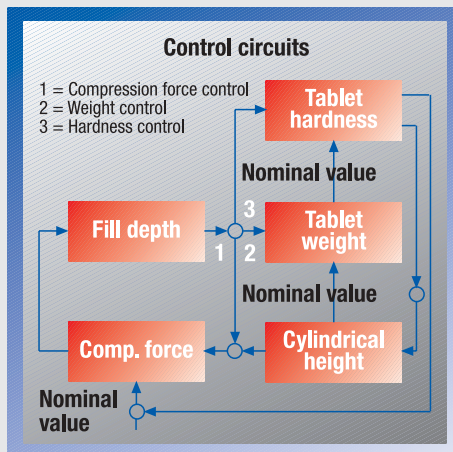 Control circuits
1 = Compression force control
2 = Weight control
3 = Hardness control
Tablet
hardness
Nominal value
3
Fill depth
1
2
Tablet
weight
Nominal value
Comp. force
Cylindrical
height
Nominal
value